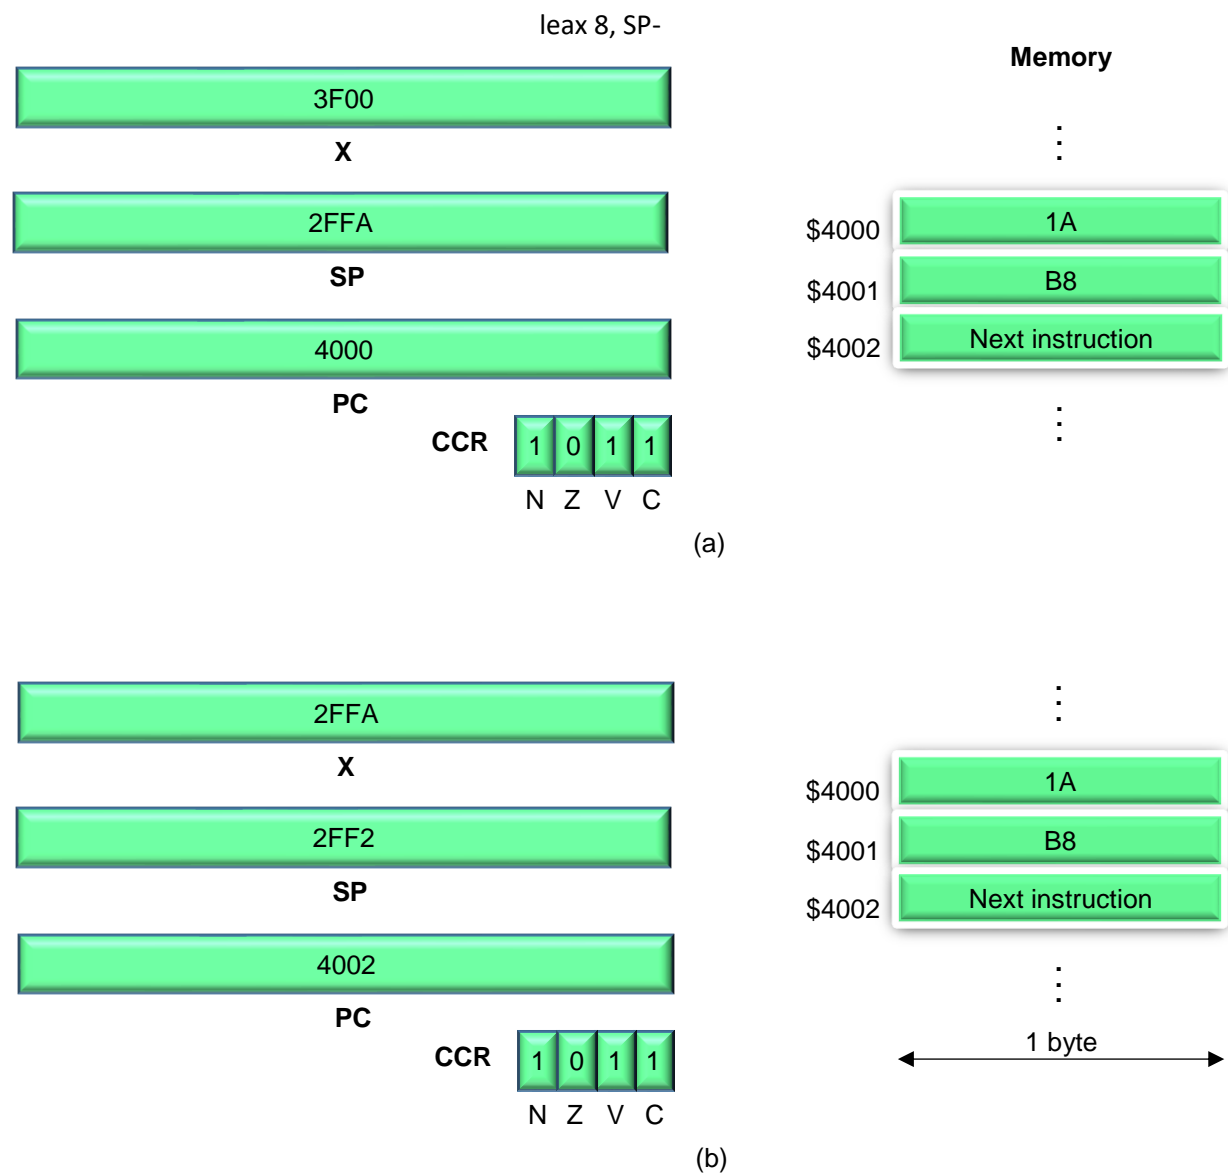 leax 8, SP-
Memory
3F00
X
2FFA
SP
4000
PC
CCR 1 0 1 1
N Z V C
$4000 1A
$4001 B8
$4002 Next instruction
(a)
2FFA
X
2FF2
SP
4002
PC
CCR 1 0 1 1
N Z V C
$4000 1A
$4001 B8
$4002 Next instruction
1 byte
(b)